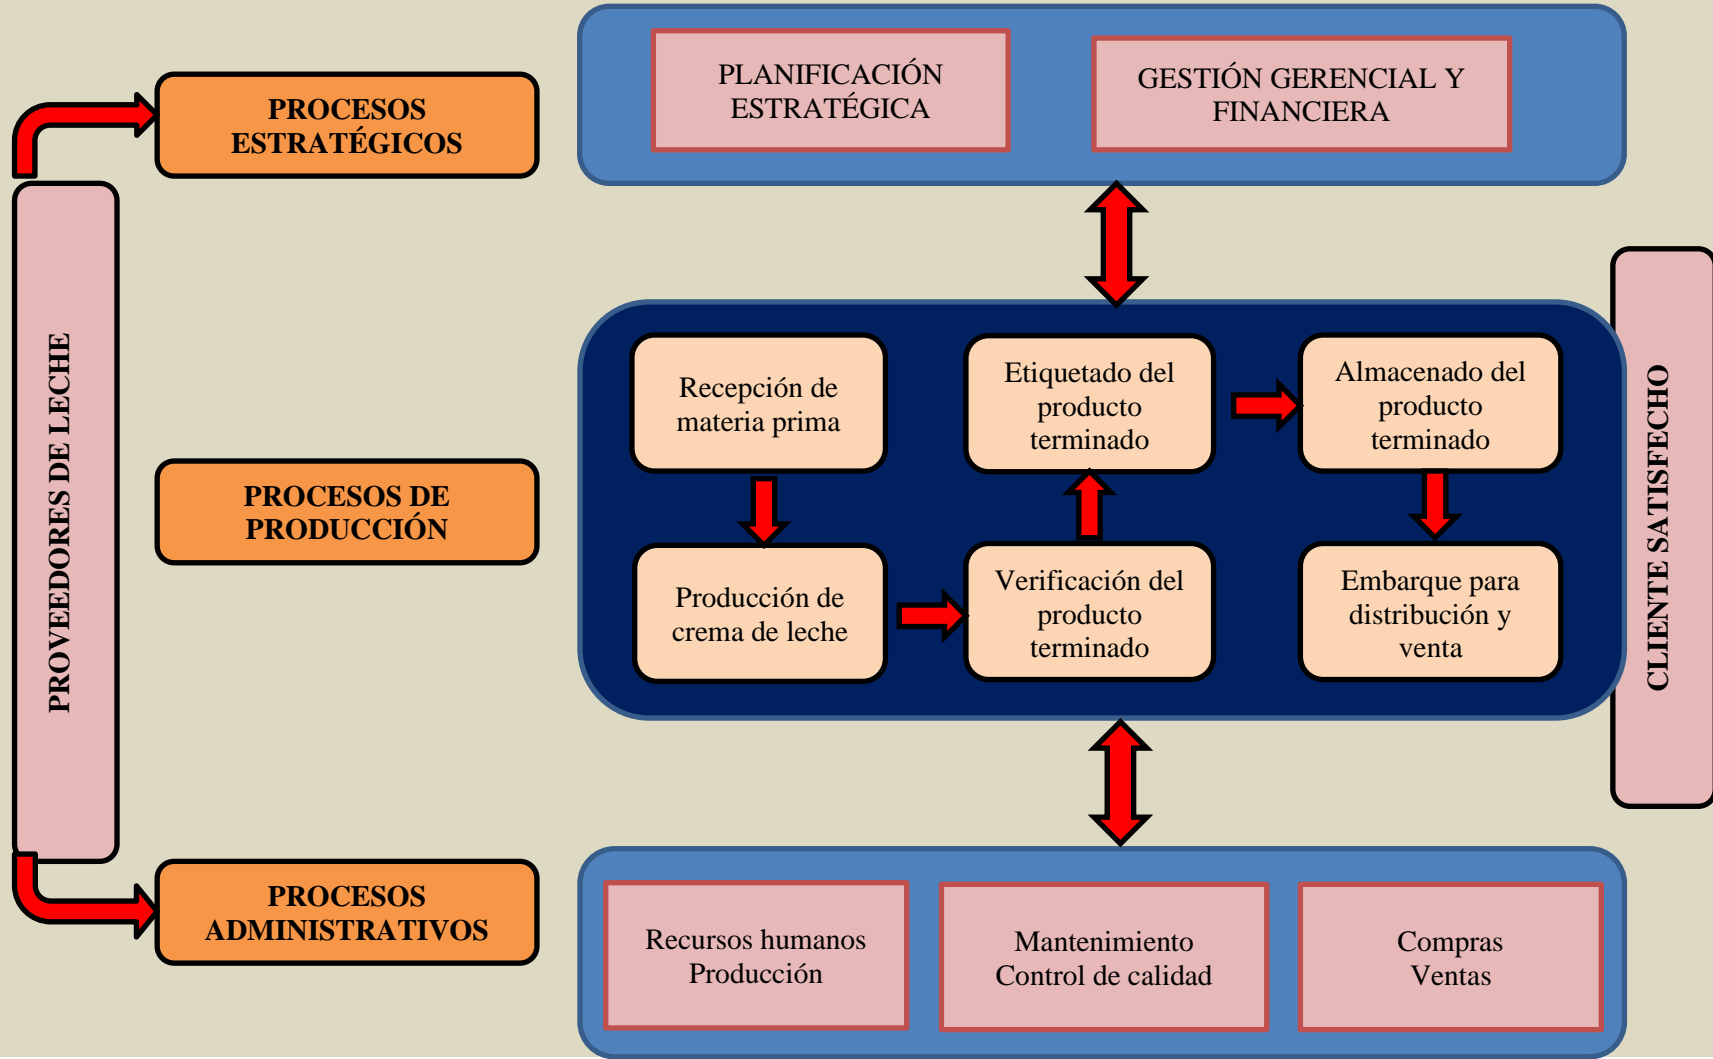 PLANIFICACIÓN
ESTRATÉGICA
GESTIÓN GERENCIAL Y
FINANCIERA
PROCESOS
ESTRATÉGICOS
PROVEEDORES DE LECHE
PROCESOS DE
PRODUCCIÓN
Recepción de
materia prima
Etiquetado del
producto
terminado
Almacenado del
producto
terminado
Producción de
crema de leche
Verificación del
producto
terminado
Embarque para
distribución y
venta
CLIENTE SATISFECHO
PROCESOS
ADMINISTRATIVOS
Recursos humanos
Producción
Mantenimiento
Control de calidad
Compras
Ventas